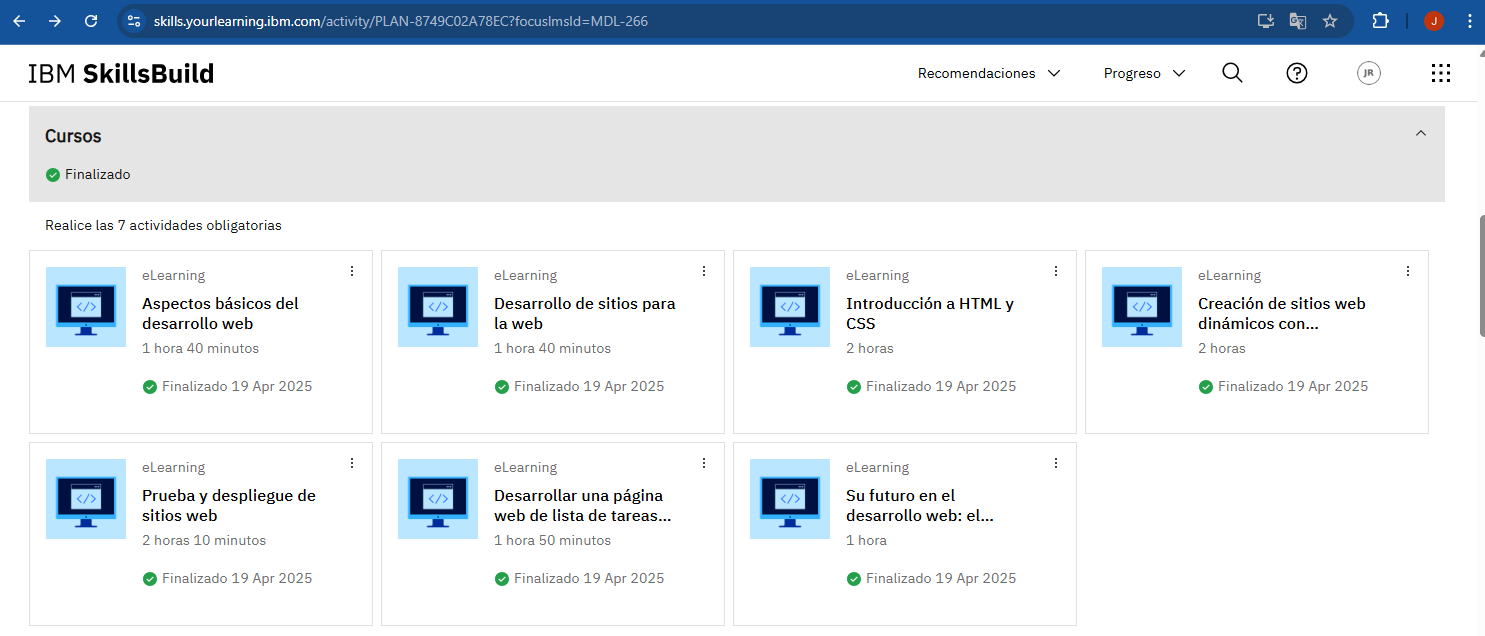 skills.yourlearning.ibm.com/activity/PLAN-8749C02A78EC?focuslmsId=MDL-266
J
IBM SkillsBuild
Recomendaciones
Progreso
JR
Cursos
Finalizado
Realice las 7 actividades obligatorias
eLearning
Aspectos básicos del
desarrollo web
1 hora 40 minutos
Finalizado 19 Apr 2025
eLearning
Desarrollo de sitios para
la web
1 hora 40 minutos
Finalizado 19 Apr 2025
eLearning
Introducción a HTML y
CSS
2 horas
Finalizado 19 Apr 2025
eLearning
Creación de sitios web
dinámicos con...
2 horas
Finalizado 19 Apr 2025
eLearning
Prueba y despliegue de
sitios web
2 horas 10 minutos
Finalizado 19 Apr 2025
eLearning
Desarrollar una página
web de lista de tareas...
1 hora 50 minutos
Finalizado 19 Apr 2025
eLearning
Su futuro en el
desarrollo web: el...
1 hora
Finalizado 19 Apr 2025